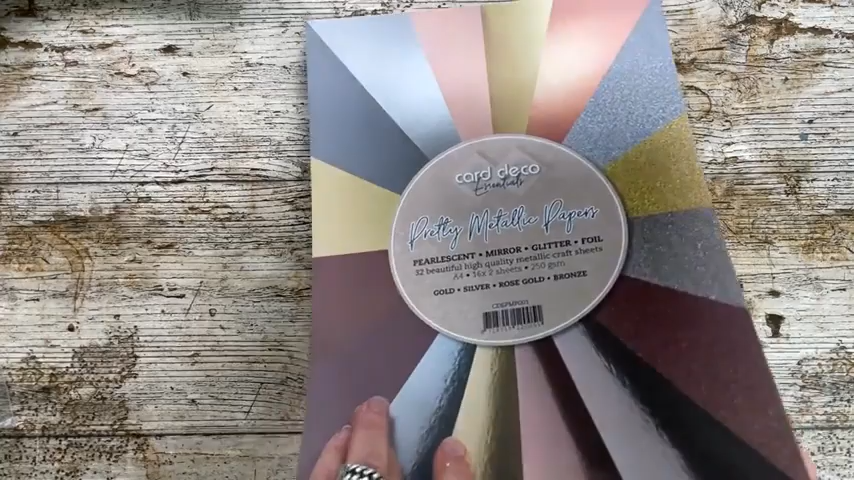 card deco
Essentials
Pretty Metallic Papers
PEARLESCENT • MIRROR • GLITTER • FOIL
32 beautiful high quality metallic craft sheets
A4 • 16x 2 sheets • 250 gsm
GOLD • SILVER • ROSE GOLD • BRONZE